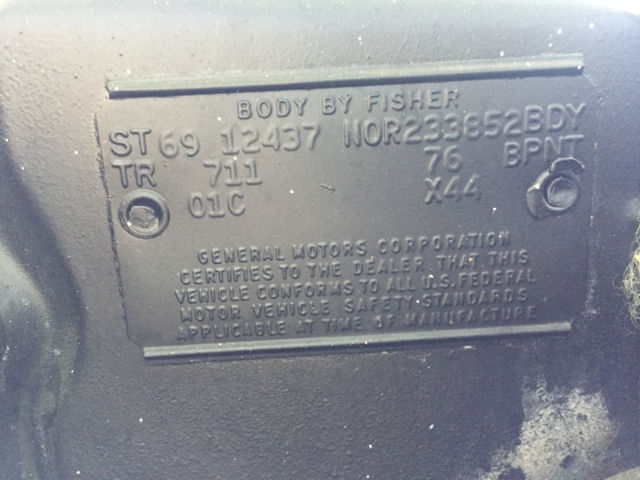 BODY BY FISHER
ST 69 12437 NOR233852BDY
TR 711 76 BPNT
01C X44
GENERAL MOTORS CORPORATION
CERTIFIES TO THE DEALER THAT THIS
VEHICLE CONFORMS TO ALL U.S. FEDERAL
MOTOR VEHICLE SAFETY STANDARDS
APPLICABLE AT TIME OF MANUFACTURE